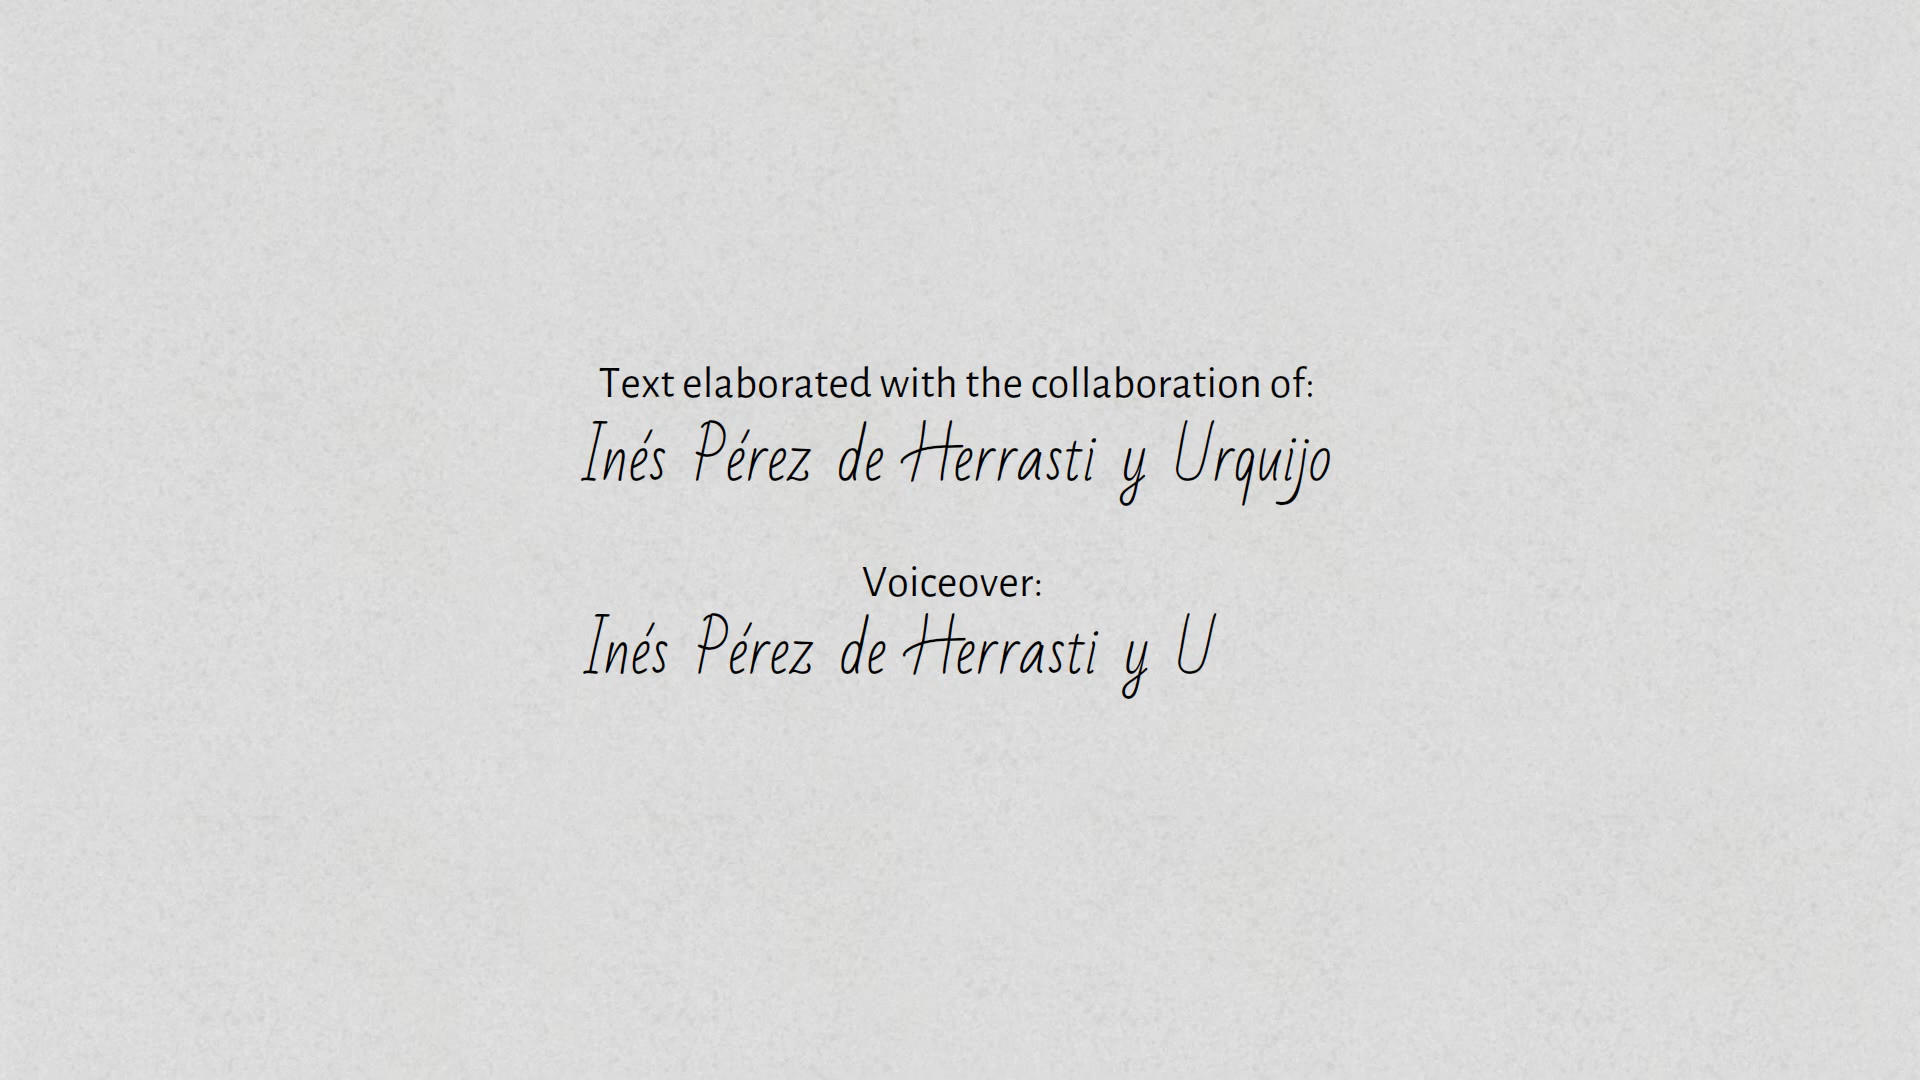 Text elaborated with the collaboration of:
Inés Pérez de Herrasti y Urquijo
Voiceover:
Inés Pérez de Herrasti y U